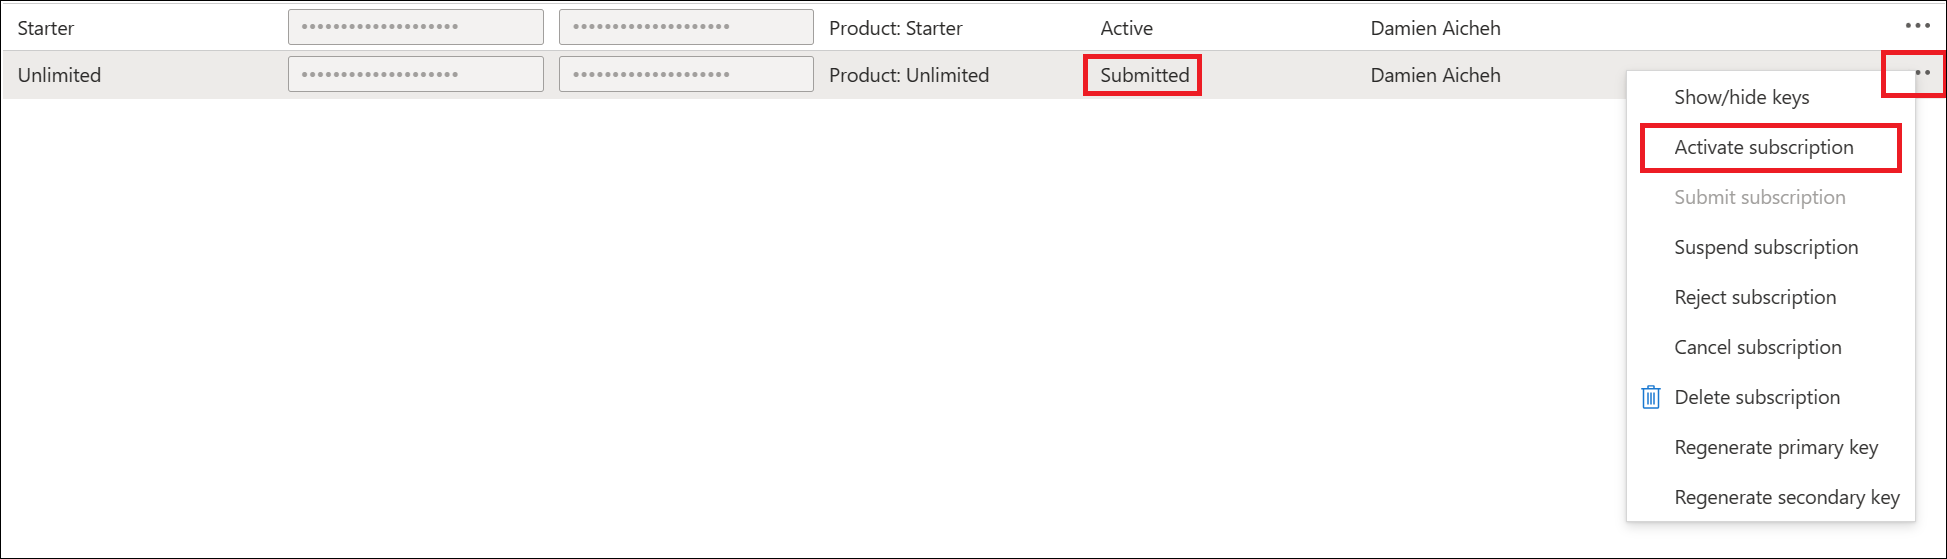 Starter •••••••••••••••••••• •••••••••••••••••••• Product: Starter Active Damien Aicheh •••
Unlimited •••••••••••••••••••• •••••••••••••••••••• Product: Unlimited Submitted Damien Aicheh ••
Show/hide keys
Activate subscription
Submit subscription
Suspend subscription
Reject subscription
Cancel subscription
Delete subscription
Regenerate primary key
Regenerate secondary key